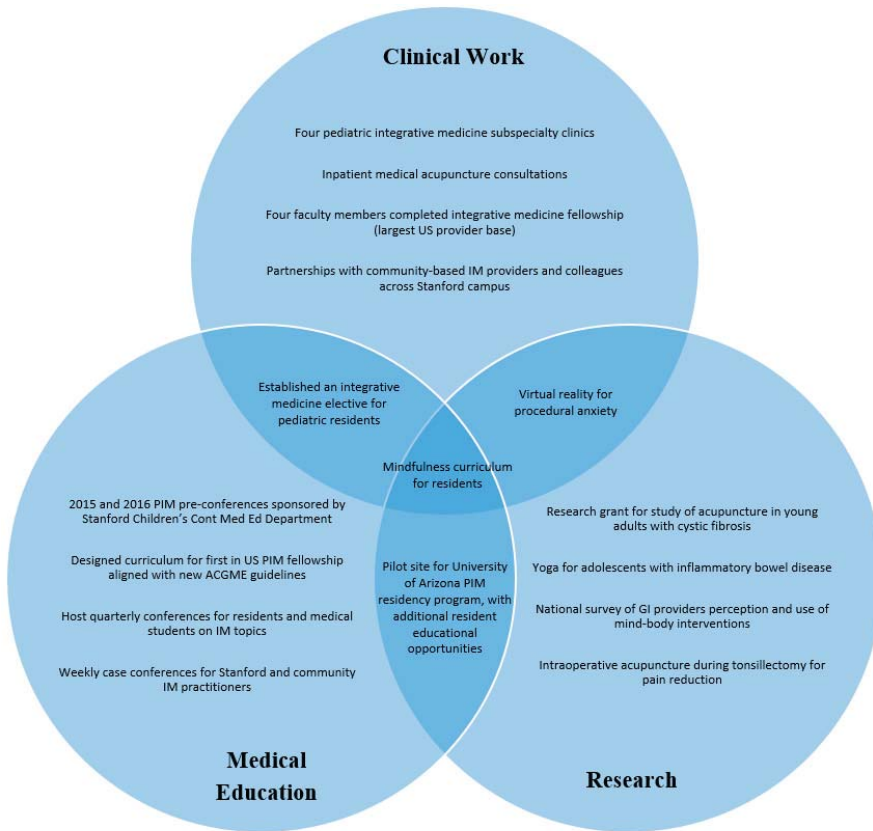 Clinical Work
Four pediatric integrative medicine subspecialty clinics
Inpatient medical acupuncture consultations
Four faculty members completed integrative medicine fellowship
(largest US provider base)
Partnerships with community-based IM providers and colleagues
across Stanford campus
Established an integrative
medicine elective for
pediatric residents
Virtual reality for
procedural anxiety
Mindfulness curriculum
for residents
2015 and 2016 PIM pre-conferences sponsored by
Stanford Children's Cont Med Ed Department
Designed curriculum for first in US PIM fellowship
aligned with new ACGME guidelines
Host quarterly conferences for residents and medical
students on IM topics
Weekly case conferences for Stanford and community
IM practitioners
Pilot site for University
of Arizona PIM
residency program, with
additional resident
educational
opportunities
Research grant for study of acupuncture in young
adults with cystic fibrosis
Yoga for adolescents with inflammatory bowel disease
National survey of GI providers perception and use of
mind-body interventions
Intraoperative acupuncture during tonsillectomy for
pain reduction
Medical
Education
Research